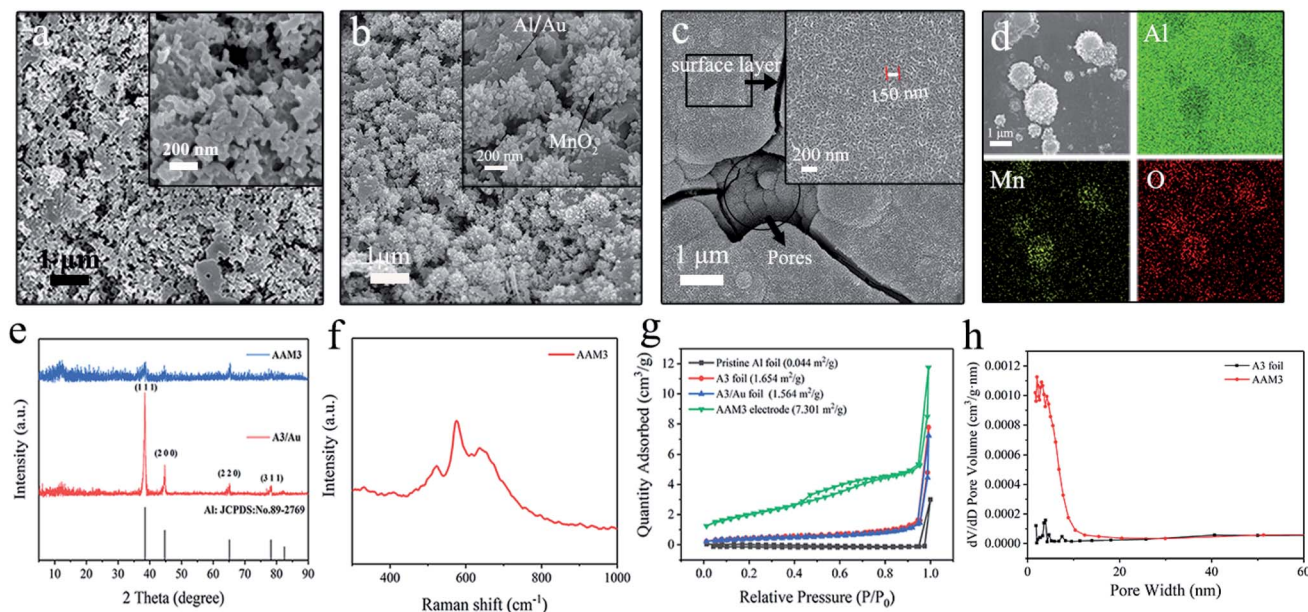 a
200 nm
1 μm
b
Al/Au
MnO₂
200 nm
1μm
c
surface layer
150 nm
200 nm
1 μm
Pores
d
1 μm
Al
Mn
O
e
Intensity (a.u.)
AAM3
(1 1 1)
A3/Au
(2 0 0)
(2 2 0)
(3 1 1)
Al: JCPDS:No.89-2769
10 20 30 40 50 60 70 80 90
2 Theta (degree)
f
Intensity (a.u.)
AAM3
400 600 800 1000
Raman shift (cm⁻¹)
g
Quantity Adsorbed (cm³/g)
12
10
8
6
4
2
0
Pristine Al foil (0.044 m²/g)
A3 foil (1.654 m²/g)
A3/Au foil (1.564 m²/g)
AAM3 electrode (7.301 m²/g)
0.0 0.2 0.4 0.6 0.8 1.0
Relative Pressure (P/P₀)
h
dV/dD Pore Volume (cm³/g·nm)
0.0012
0.0010
0.0008
0.0006
0.0004
0.0002
0.0000
A3 foil
AAM3
0 20 40 60
Pore Width (nm)